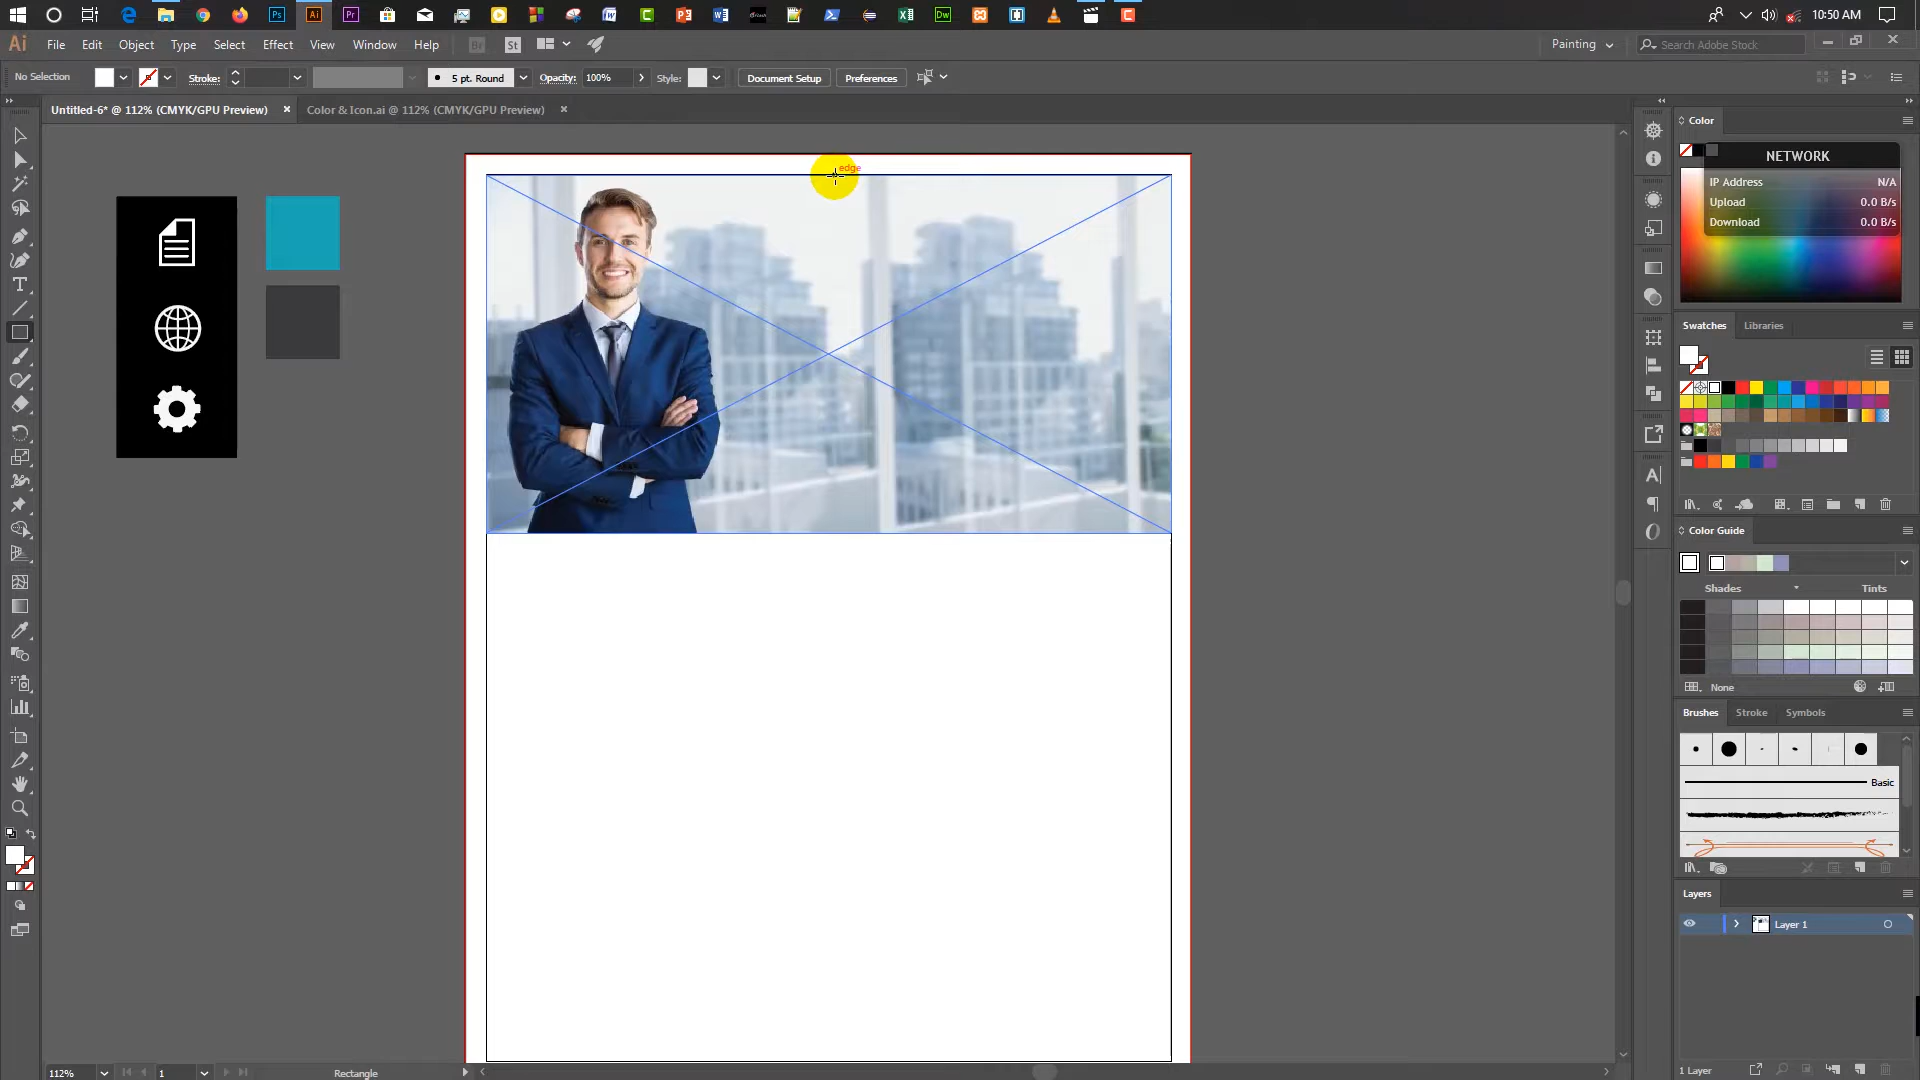 10:50 AM
Ai File Edit Object Type Select Effect View Window Help Br St Painting Search Adobe Stock
No Selection Stroke: 5 pt. Round Opacity: 100% Style: Document Setup Preferences
Untitled-6* @ 112% (CMYK/GPU Preview) Color & Icon.ai @ 112% (CMYK/GPU Preview)
Color
NETWORK
IP Address N/A
Upload 0.0 B/s
Download 0.0 B/s
edge
Swatches Libraries
Color Guide
Shades Tints
None
Brushes Stroke Symbols
Basic
Layers
Layer 1
1 Layer
112% 1 Rectangle